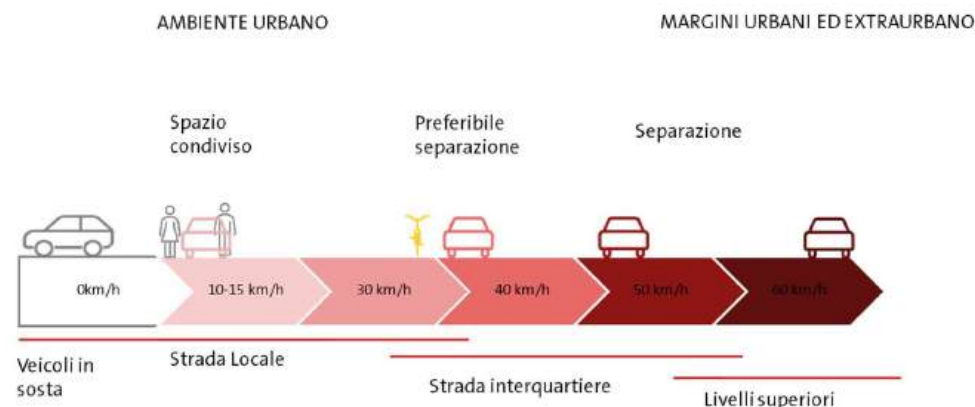 AMBIENTE URBANO
MARGINI URBANI ED EXTRAURBANO
Spazio
condiviso
Preferibile
separazione
Separazione
0km/h
10-15 km/h
30 km/h
40 km/h
50 km/h
60 km/h
Veicoli in
sosta
Strada Locale
Strada interquartiere
Livelli superiori